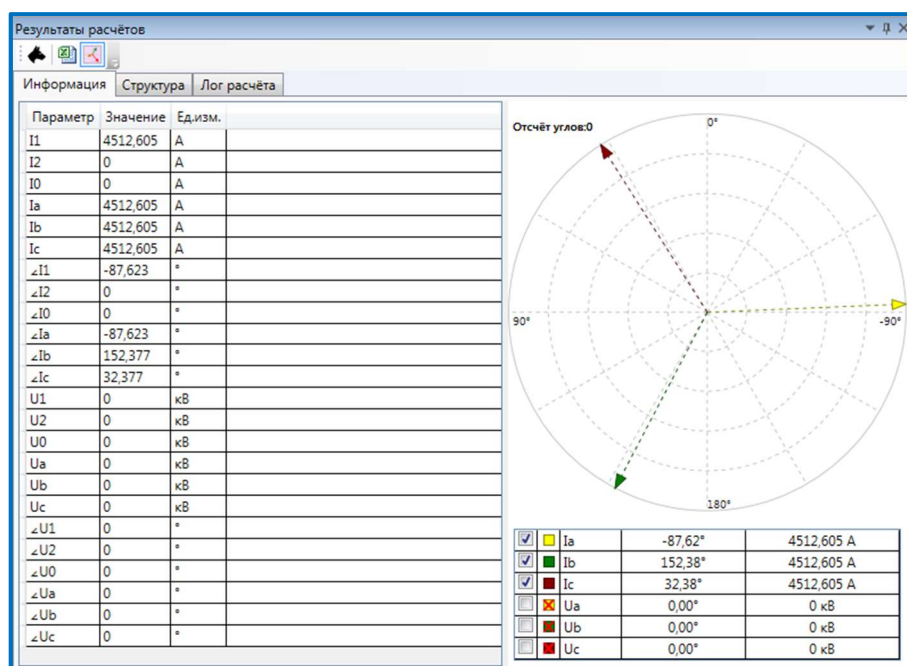 Результаты расчётов
Информация Структура Лог расчёта
Параметр Значение Ед.изм.
I1 4512,605 А
I2 0 А
I0 0 А
Ia 4512,605 А
Ib 4512,605 А
Ic 4512,605 А
∠I1 -87,623 °
∠I2 0 °
∠I0 0 °
∠Ia -87,623 °
∠Ib 152,377 °
∠Ic 32,377 °
U1 0 кВ
U2 0 кВ
U0 0 кВ
Ua 0 кВ
Ub 0 кВ
Uc 0 кВ
∠U1 0 °
∠U2 0 °
∠U0 0 °
∠Ua 0 °
∠Ub 0 °
∠Uc 0 °
Отсчёт углов:0
0°
90°
-90°
180°
Ia -87,62° 4512,605 А
Ib 152,38° 4512,605 А
Ic 32,38° 4512,605 А
Ua 0,00° 0 кВ
Ub 0,00° 0 кВ
Uc 0,00° 0 кВ